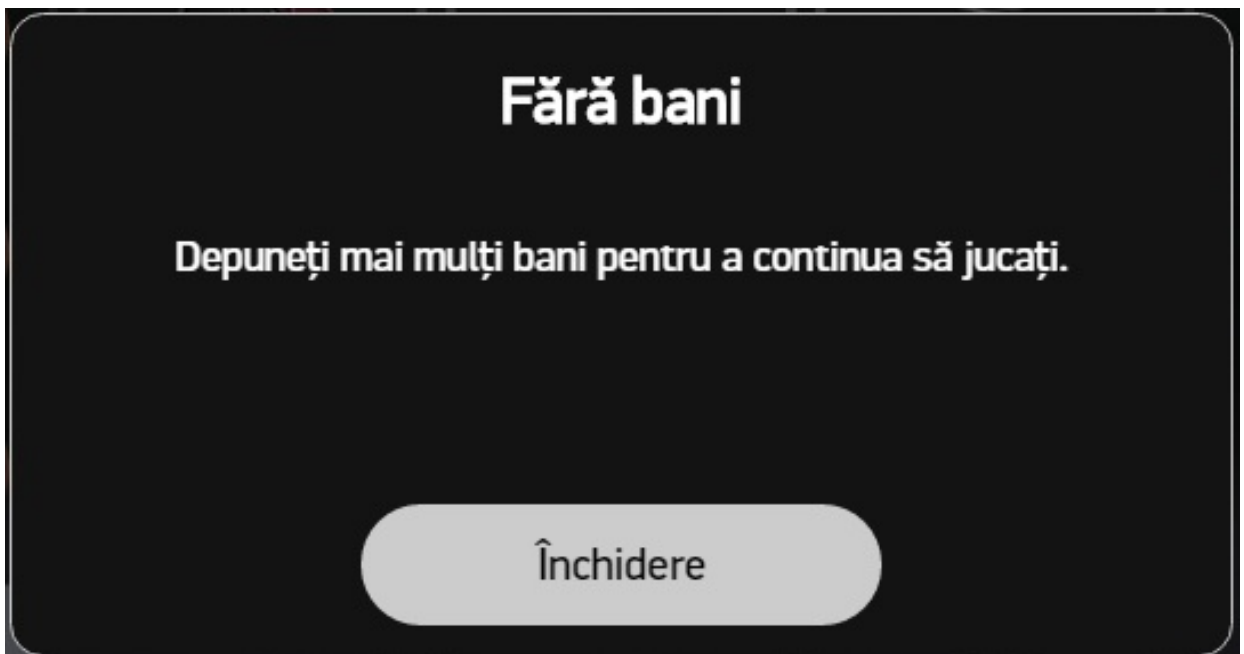 Fără bani
Depuneți mai mulți bani pentru a continua să jucați.
Închidere